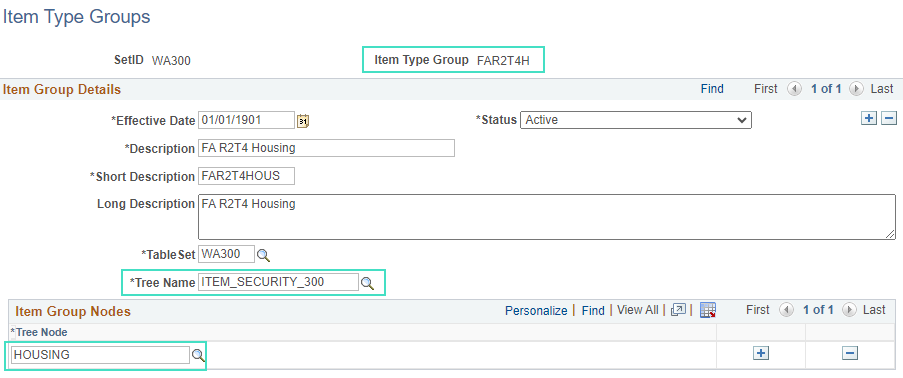 Item Type Groups
SetID WA300 Item Type Group FAR2T4H
Item Group Details Find First 1 of 1 Last
*Effective Date 01/01/1901 31 *Status Active
*Description FA R2T4 Housing
*Short Description FAR2T4HOUS
Long Description FA R2T4 Housing
*TableSet WA300
*Tree Name ITEM_SECURITY_300
Item Group Nodes Personalize | Find | View All | | First 1 of 1 Last
*Tree Node
HOUSING